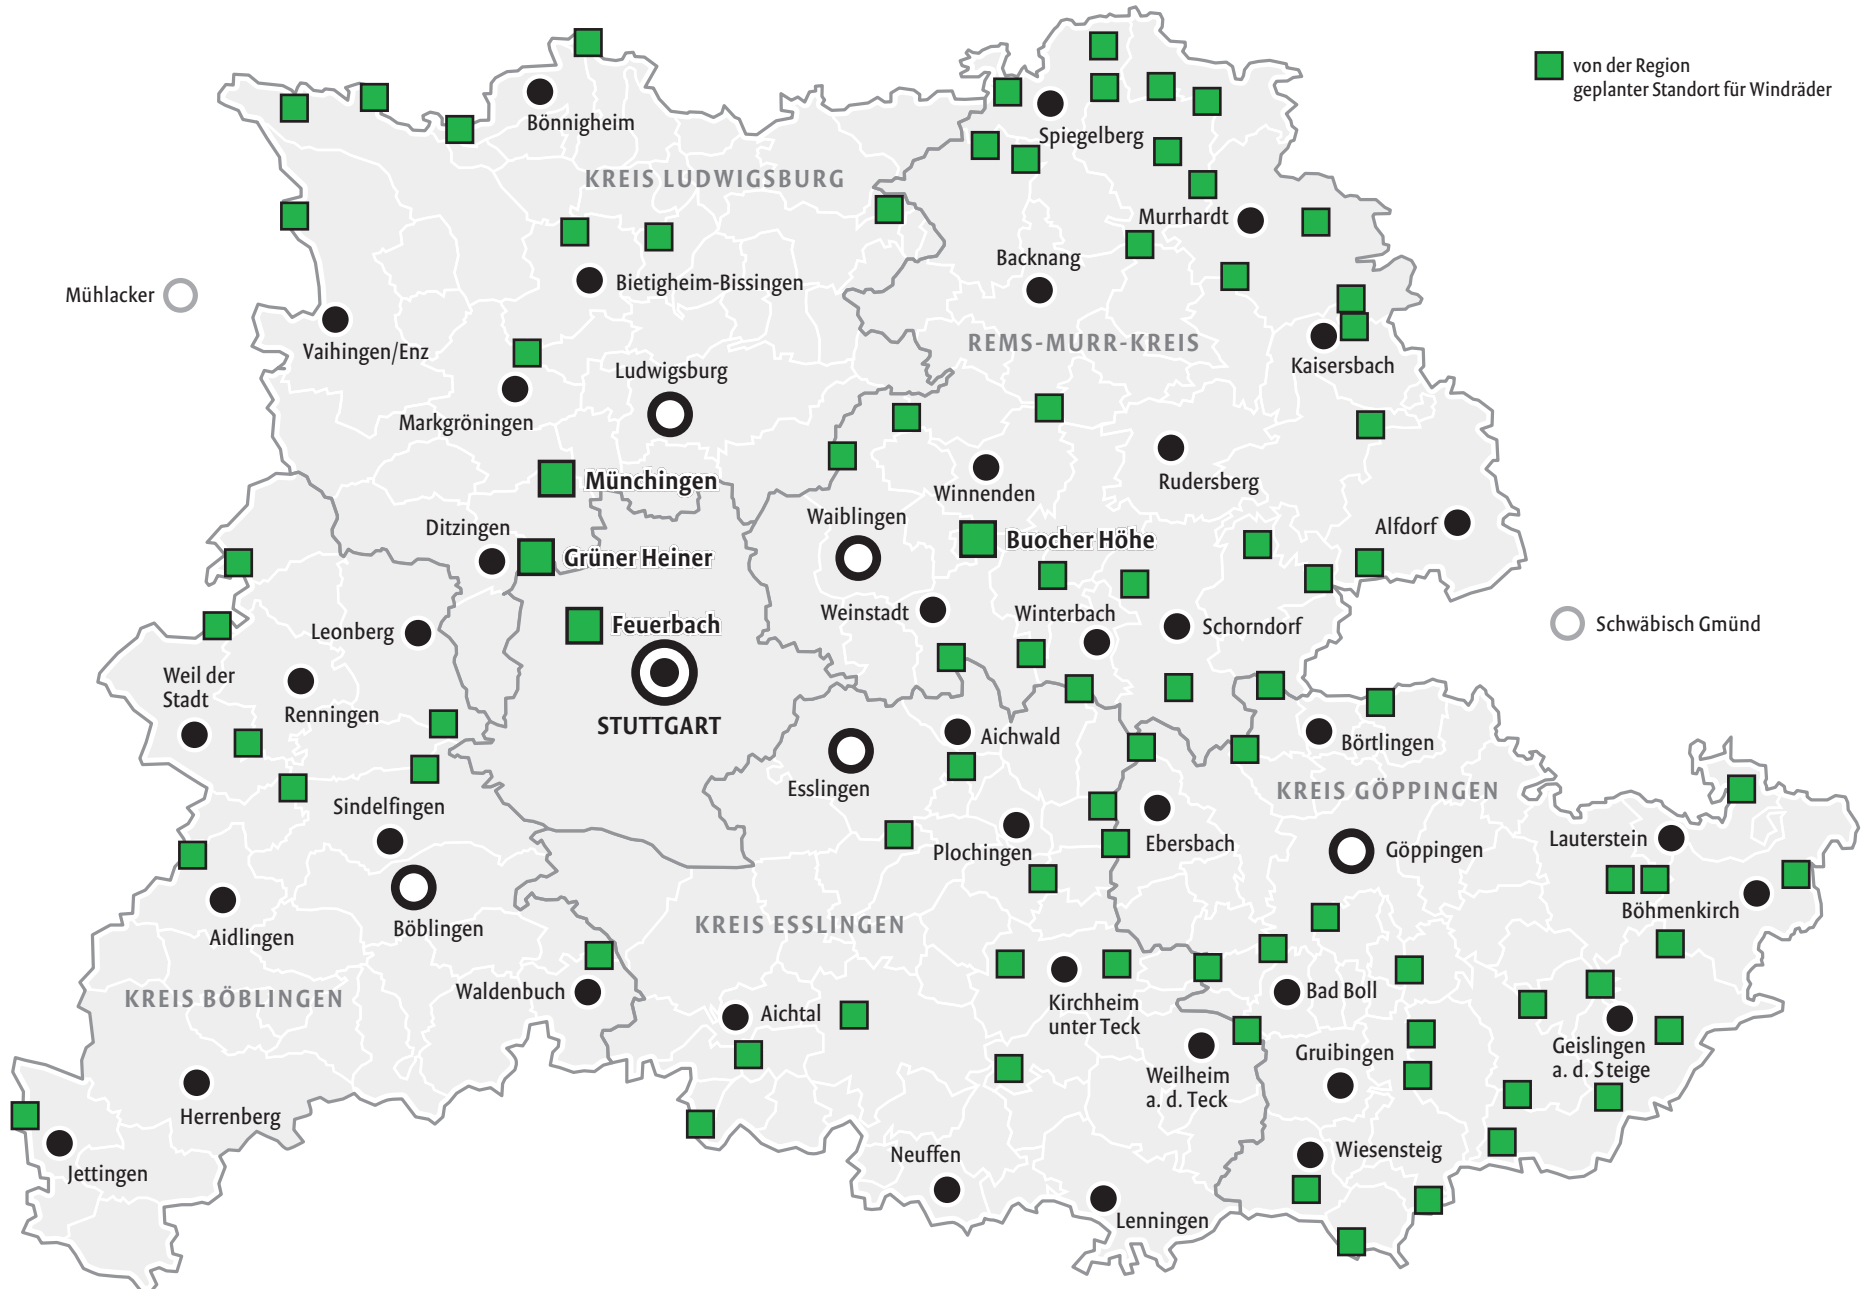 von der Region
geplanter Standort für Windräder
Bönnigheim
Spiegelberg
KREIS LUDWIGSBURG
Murrhardt
Backnang
Mühlacker
Bietigheim-Bissingen
Vaihingen/Enz
REMS-MURR-KREIS
Kaisersbach
Ludwigsburg
Markgröningen
Münchingen
Winnenden
Rudersberg
Waiblingen
Alfdorf
Ditzingen
Grüner Heiner
Buocher Höhe
Weinstadt
Winterbach
Schorndorf
Schwäbisch Gmünd
Leonberg
Feuerbach
Weil der
Stadt
Renningen
STUTTGART
Aichwald
Börtlingen
Esslingen
KREIS GÖPPINGEN
Sindelfingen
Lauterstein
Plochingen
Ebersbach
Göppingen
Böhmenkirch
Aidlingen
Böblingen
KREIS ESSLINGEN
KREIS BÖBLINGEN
Waldenbuch
Aichtal
Kirchheim
unter Teck
Bad Boll
Gruibingen
Geislingen
a. d. Steige
Weilheim
a. d. Teck
Herrenberg
Neuffen
Wiesensteig
Jettingen
Lenningen